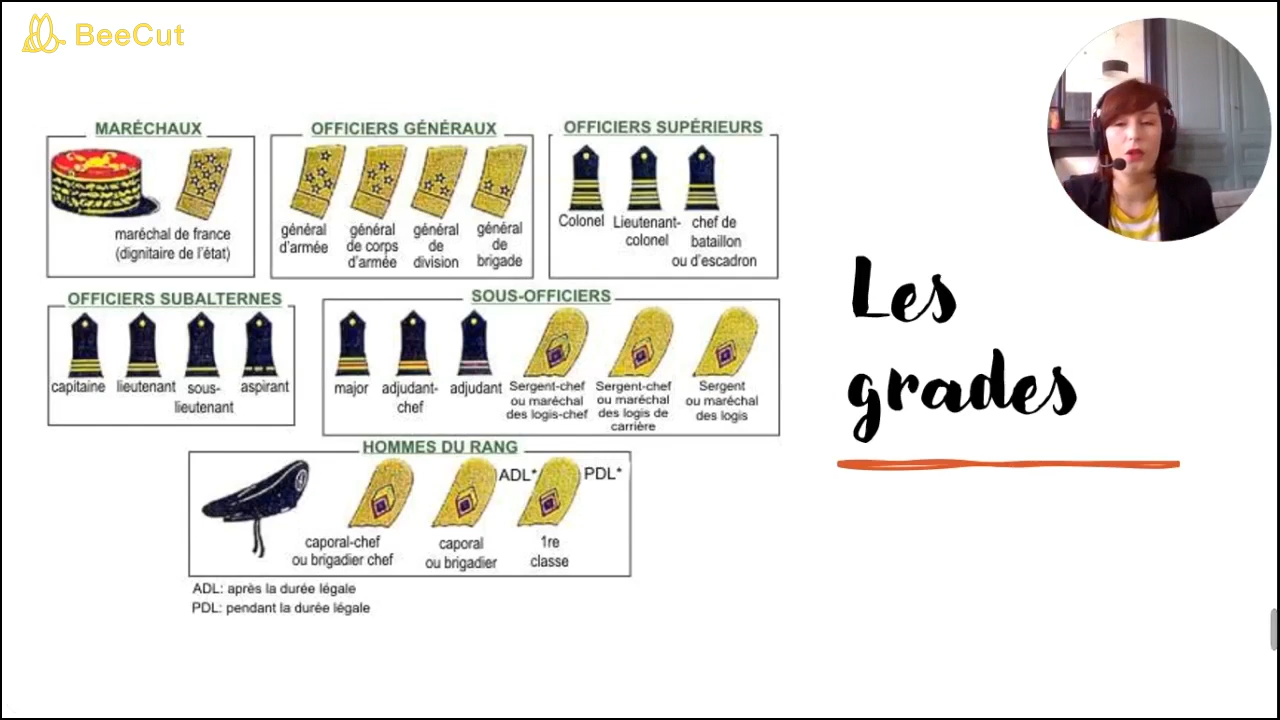 BeeCut
MARÉCHAUX
maréchal de france
(dignitaire de l'état)
OFFICIERS GÉNÉRAUX
général
d'armée
général
de corps
d'armée
général
de
division
général
de
brigade
OFFICIERS SUPÉRIEURS
Colonel
Lieutenant-
colonel
chef de
bataillon
ou d'escadron
Les
grades
OFFICIERS SUBALTERNES
capitaine
lieutenant
sous-
lieutenant
aspirant
SOUS-OFFICIERS
major
adjudant-
chef
adjudant
Sergent-chef
ou maréchal
des logis-chef
Sergent-chef
ou maréchal
des logis de
carrière
Sergent
ou maréchal
des logis
HOMMES DU RANG
ADL*
PDL*
caporal-chef
ou brigadier chef
caporal
ou brigadier
1re
classe
ADL: après la durée légale
PDL: pendant la durée légale